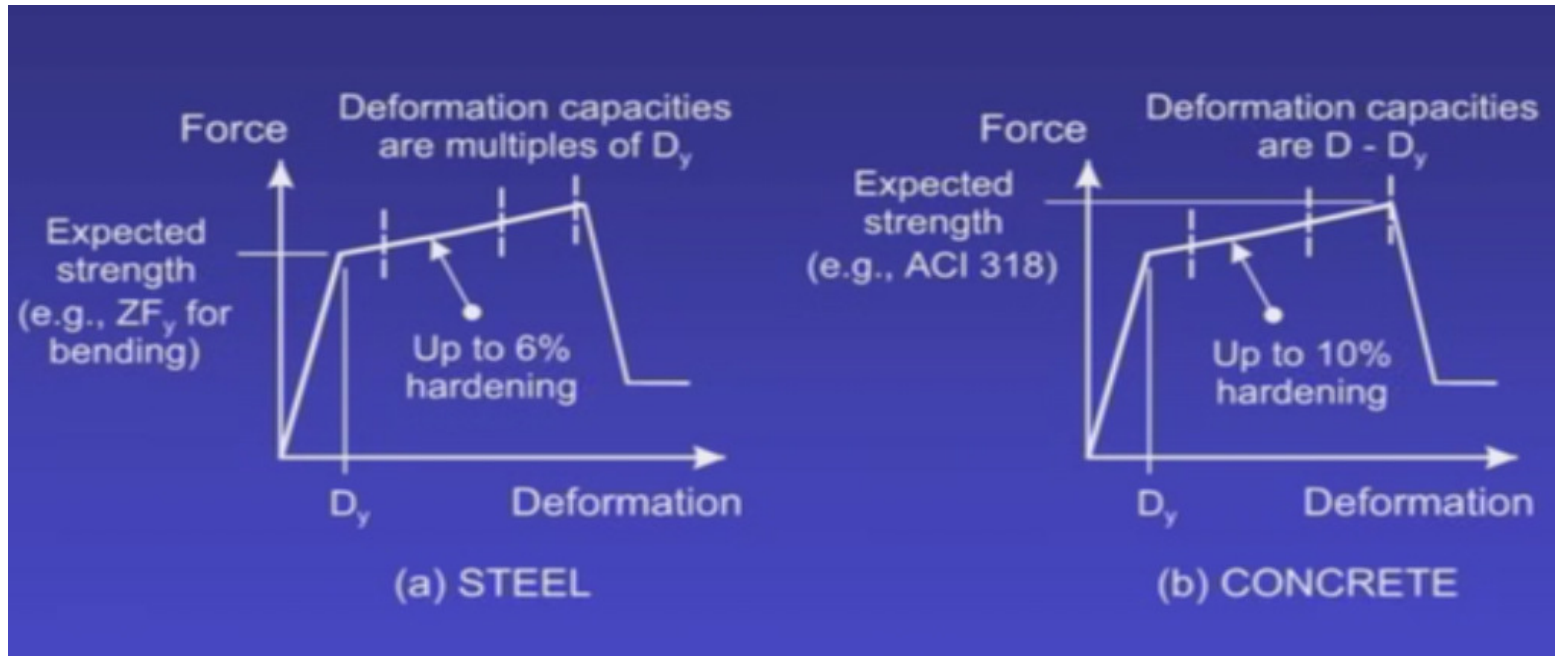 Force
Deformation capacities
are multiples of Dy
Expected
strength
(e.g., ZFy for
bending)
Up to 6%
hardening
Dy
Deformation
(a) STEEL
Force
Deformation capacities
are D - Dy
Expected
strength
(e.g., ACI 318)
Up to 10%
hardening
Dy
Deformation
(b) CONCRETE